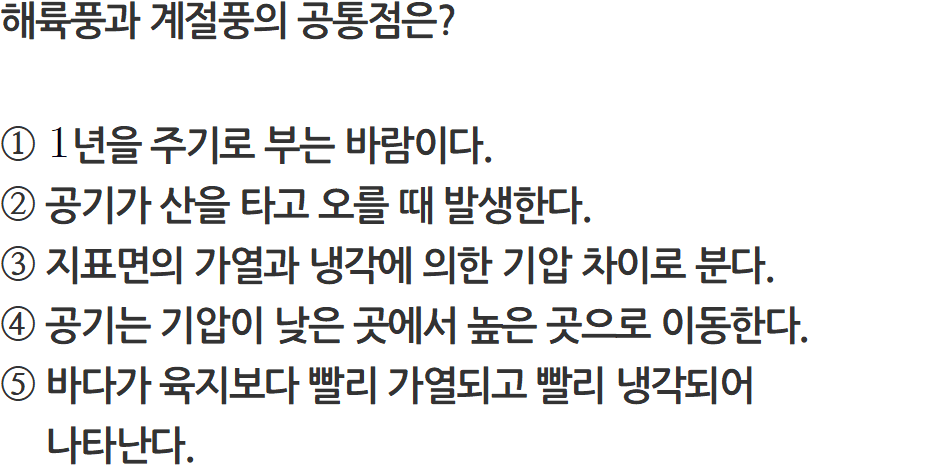 해륙풍과 계절풍의 공통점은?
① 1년을 주기로 부는 바람이다.
② 공기가 산을 타고 오를 때 발생한다.
③ 지표면의 가열과 냉각에 의한 기압 차이로 분다.
④ 공기는 기압이 낮은 곳에서 높은 곳으로 이동한다.
⑤ 바다가 육지보다 빨리 가열되고 빨리 냉각되어
나타난다.